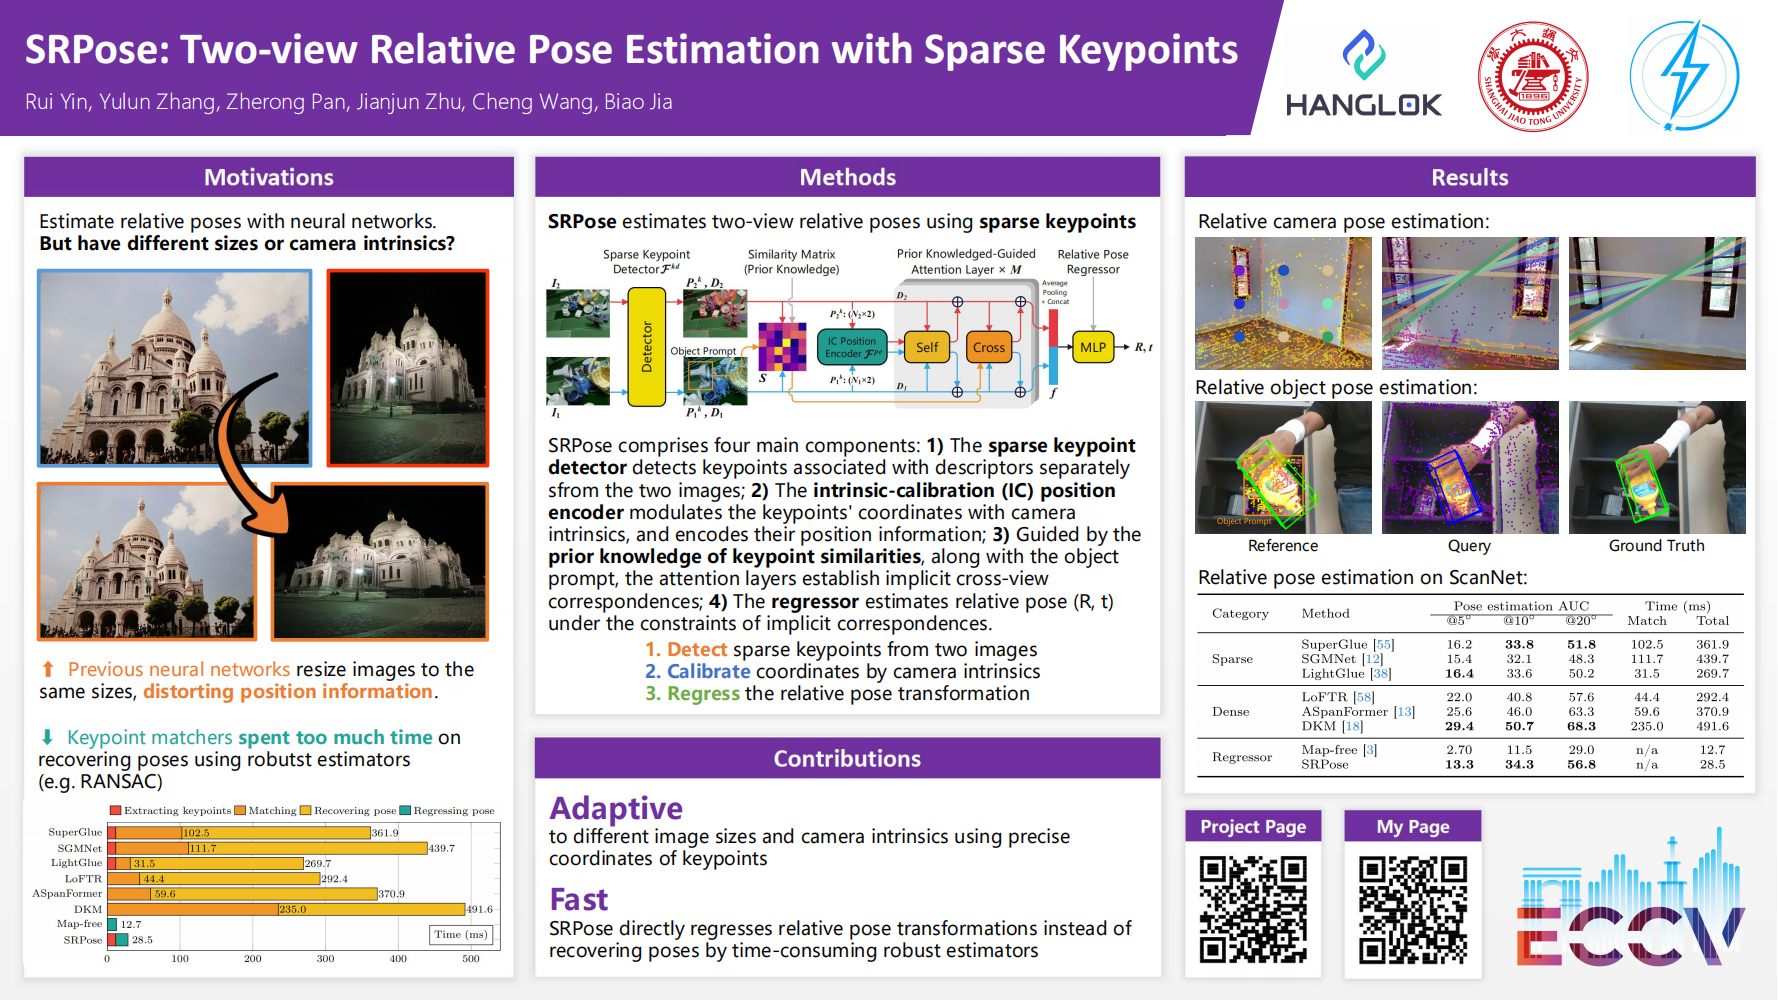 SRPose: Two-view Relative Pose Estimation with Sparse Keypoints
Rui Yin, Yulun Zhang, Zherong Pan, Jianjun Zhu, Cheng Wang, Biao Jia
HANGLOK
SHANGHAI JIAO TONG UNIVERSITY
1896
Motivations
Estimate relative poses with neural networks.
But have different sizes or camera intrinsics?
⬆ Previous neural networks resize images to the
same sizes, distorting position information.
⬇ Keypoint matchers spent too much time on
recovering poses using robutst estimators
(e.g. RANSAC)
Extracting keypoints Matching Recovering pose Regressing pose
SuperGlue 102.5 361.9
SGMNet 111.7 439.7
LightGlue 31.5 269.7
LoFTR 44.4 292.4
ASpanFormer 59.6 370.9
DKM 235.0 491.6
Map-free 12.7
SRPose 28.5
Time (ms)
0 100 200 300 400 500
Methods
SRPose estimates two-view relative poses using sparse keypoints
Sparse Keypoint
Detector 𝓕ᵏᵈ
Similarity Matrix
(Prior Knowledge)
Prior Knowledged-Guided
Attention Layer × M
Relative Pose
Regressor
Average
Pooling
+ Concat
I₂
P₂ᵏ, D₂
D₂
P₂ᵏ: (N₂×2)
Detector
Object Prompt
S
IC Position
Encoder 𝓕ᵖᵉ
Self
Cross
MLP
R, t
P₁ᵏ: (N₁×2)
D₁
I₁
P₁ᵏ, D₁
f
SRPose comprises four main components: 1) The sparse keypoint
detector detects keypoints associated with descriptors separately
sfrom the two images; 2) The intrinsic-calibration (IC) position
encoder modulates the keypoints' coordinates with camera
intrinsics, and encodes their position information; 3) Guided by the
prior knowledge of keypoint similarities, along with the object
prompt, the attention layers establish implicit cross-view
correspondences; 4) The regressor estimates relative pose (R, t)
under the constraints of implicit correspondences.
1. Detect sparse keypoints from two images
2. Calibrate coordinates by camera intrinsics
3. Regress the relative pose transformation
Contributions
Adaptive
to different image sizes and camera intrinsics using precise
coordinates of keypoints
Fast
SRPose directly regresses relative pose transformations instead of
recovering poses by time-consuming robust estimators
Results
Relative camera pose estimation:
Relative object pose estimation:
Object Prompt
Reference Query Ground Truth
Relative pose estimation on ScanNet:
Category Method Pose estimation AUC Time (ms)
@5° @10° @20° Match Total
Sparse
SuperGlue [55] 16.2 33.8 51.8 102.5 361.9
SGMNet [12] 15.4 32.1 48.3 111.7 439.7
LightGlue [38] 16.4 33.6 50.2 31.5 269.7
Dense
LoFTR [58] 22.0 40.8 57.6 44.4 292.4
ASpanFormer [13] 25.6 46.0 63.3 59.6 370.9
DKM [18] 29.4 50.7 68.3 235.0 491.6
Regressor
Map-free [3] 2.70 11.5 29.0 n/a 12.7
SRPose 13.3 34.3 56.8 n/a 28.5
Project Page
My Page
ECCV